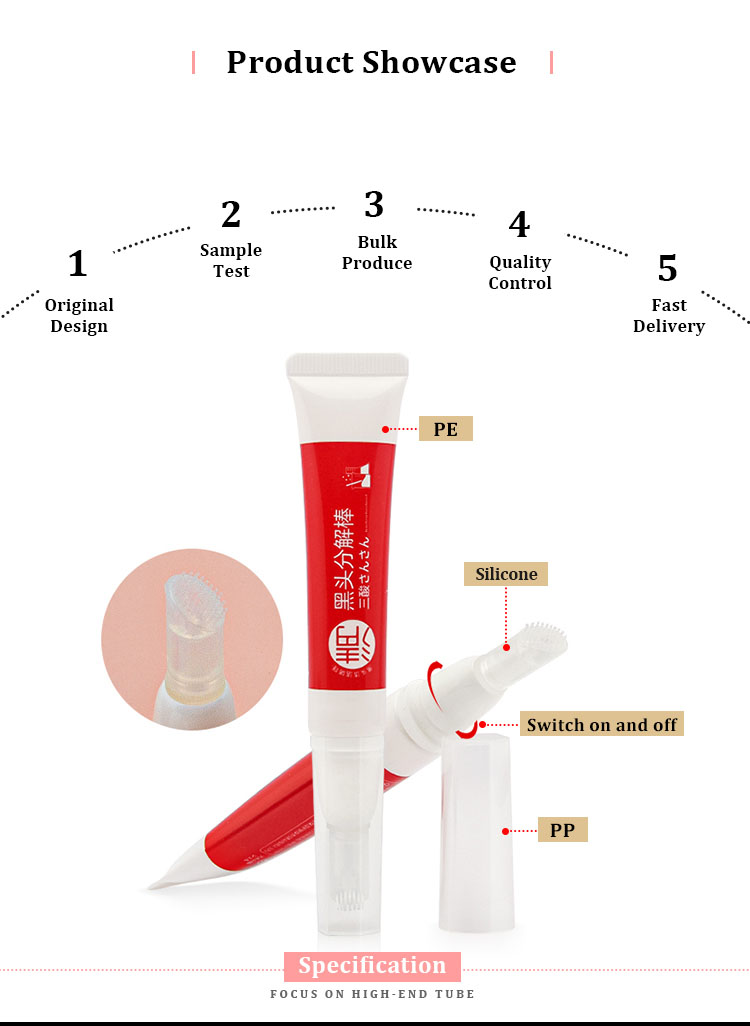 Product Showcase
1
Original
Design
2
Sample
Test
3
Bulk
Produce
4
Quality
Control
5
Fast
Delivery
PE
黑头分解棒
三酸さんさん
Silicone
Switch on and off
PP
Specification
FOCUS ON HIGH-END TUBE